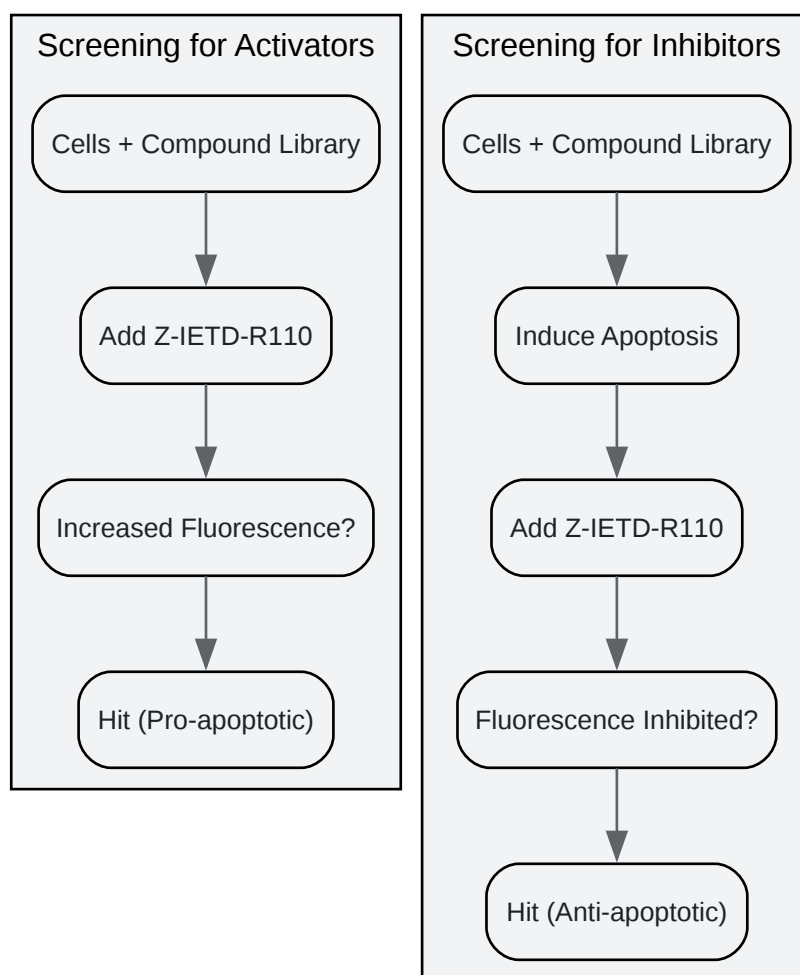 Screening for Activators
Cells + Compound Library
Add Z-IETD-R110
Increased Fluorescence?
Hit (Pro-apoptotic)
Screening for Inhibitors
Cells + Compound Library
Induce Apoptosis
Add Z-IETD-R110
Fluorescence Inhibited?
Hit (Anti-apoptotic)